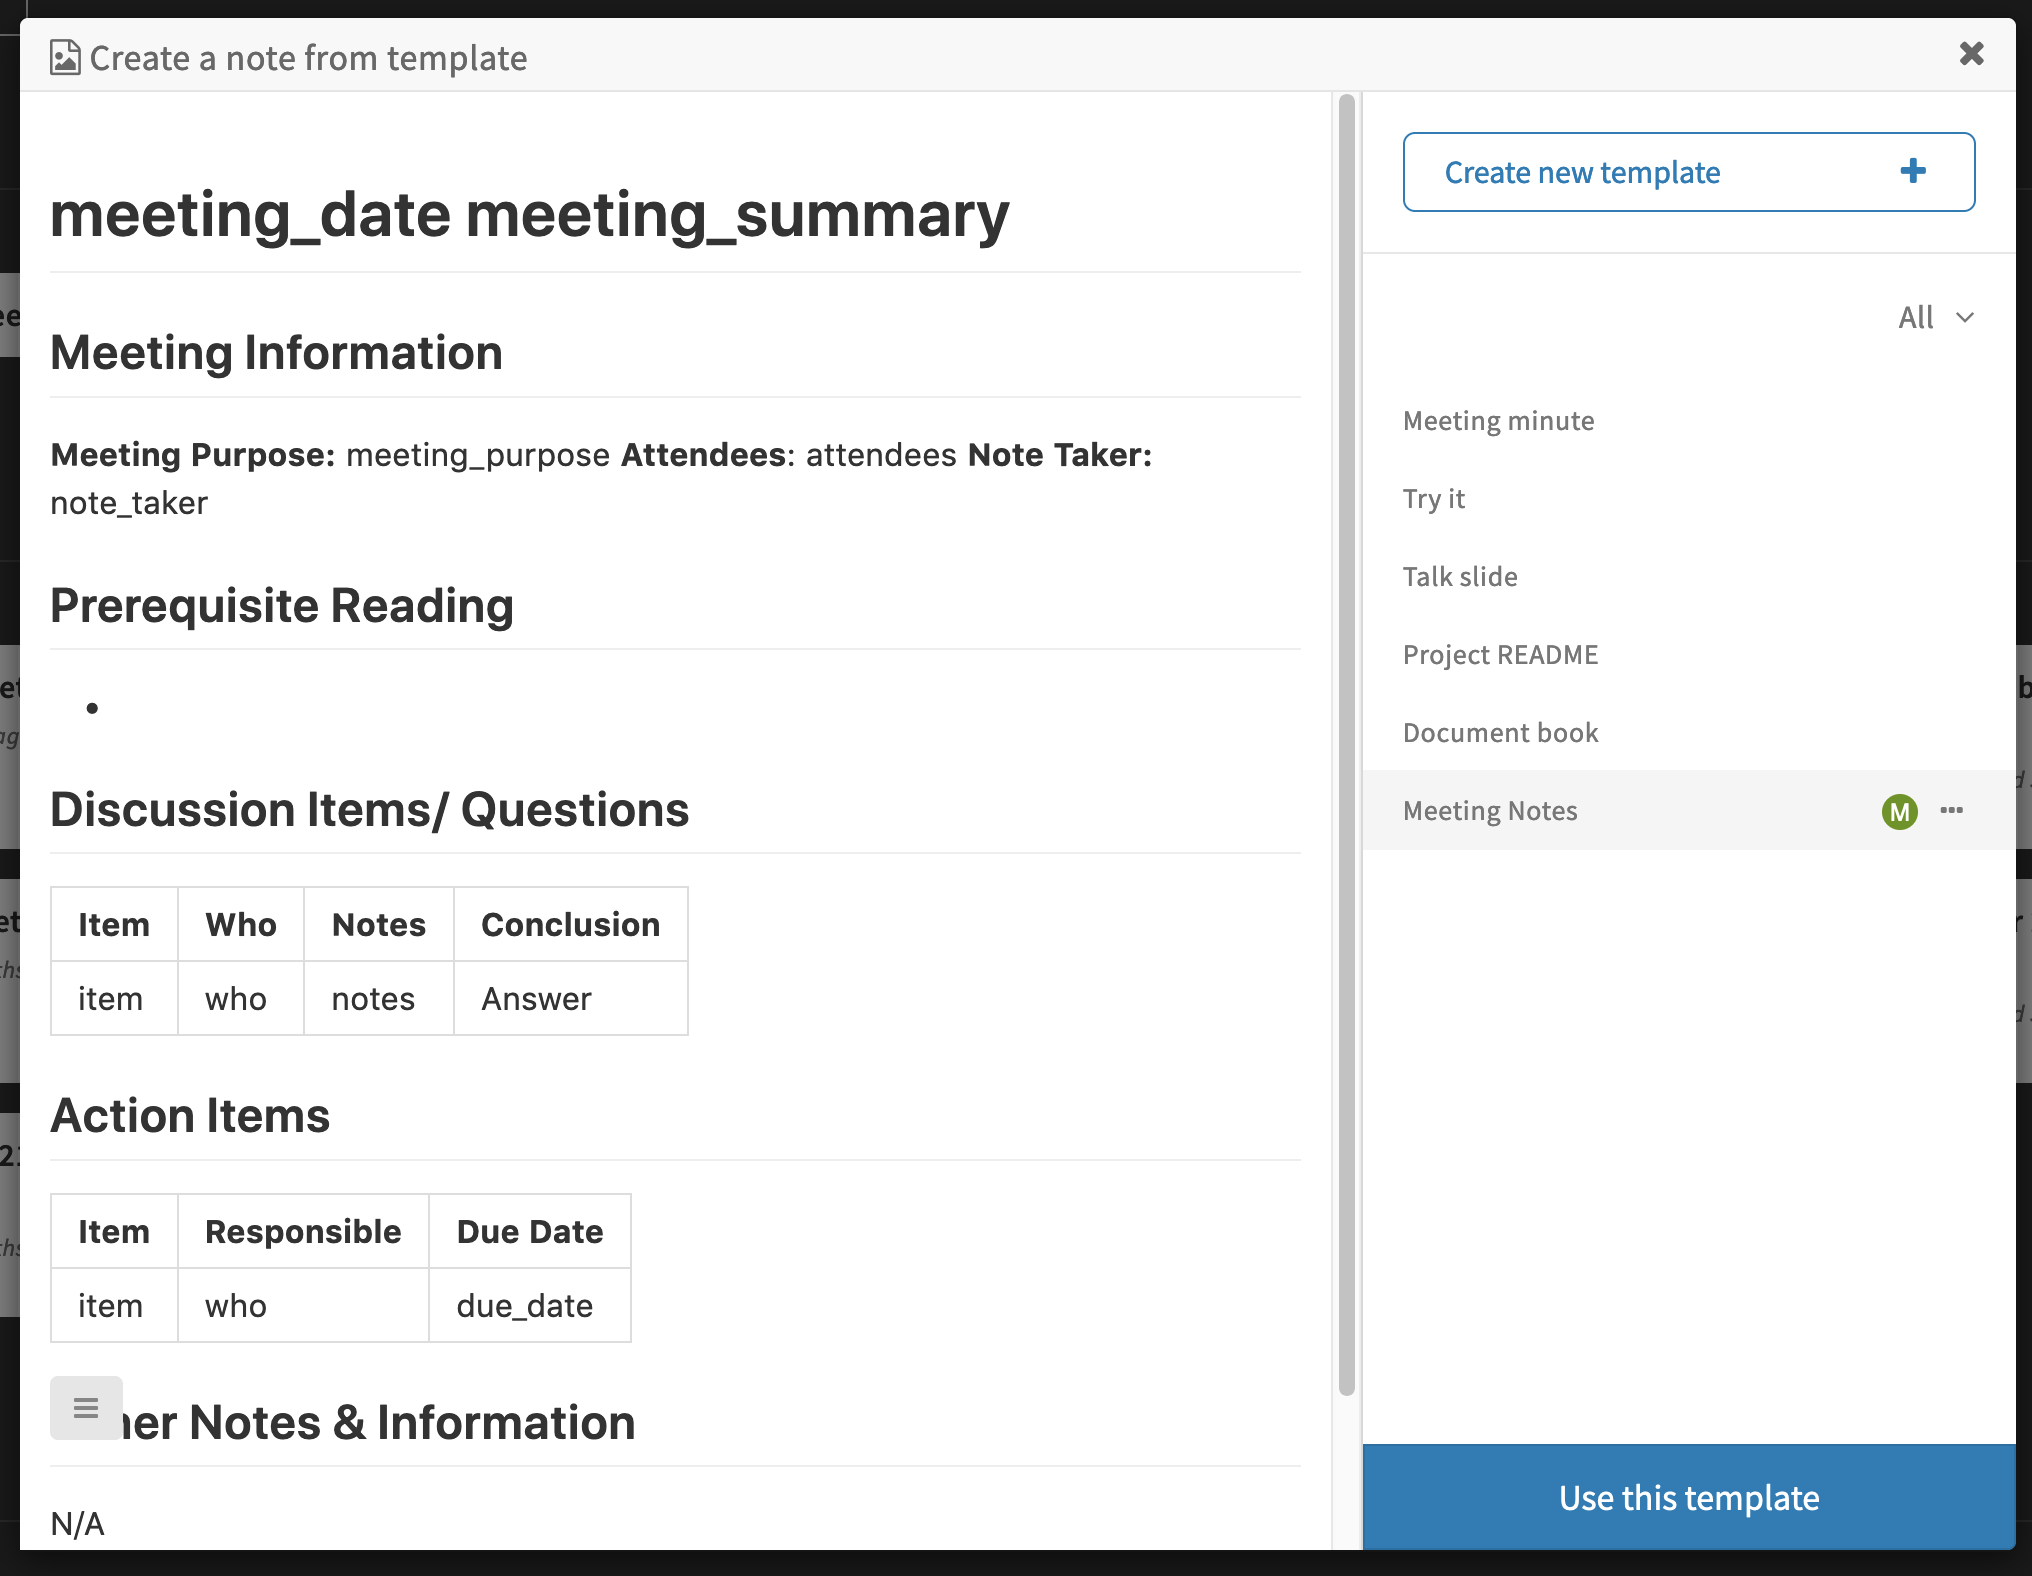 Create a note from template
meeting_date meeting_summary
Meeting Information
Meeting Purpose: meeting_purpose Attendees: attendees Note Taker:
note_taker
Prerequisite Reading
Discussion Items/ Questions
Item Who Notes Conclusion
item who notes Answer
Action Items
Item Responsible Due Date
item who due_date
Notes & Information
N/A
Create new template
All
Meeting minute
Try it
Talk slide
Project README
Document book
Meeting Notes M
Use this template